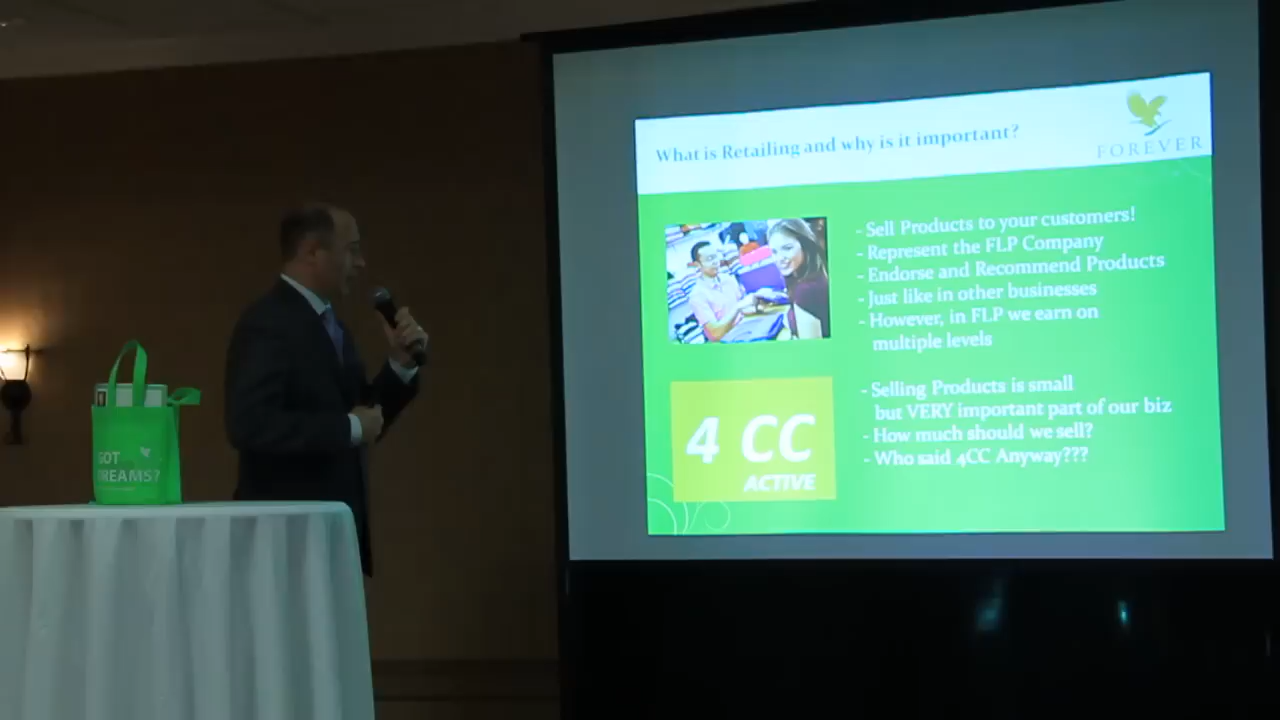 What is Retailing and why is it important?
FOREVER
- Sell Products to your customers!
- Represent the FLP Company
- Endorse and Recommend Products
- Just like in other businesses
- However, in FLP we earn on
multiple levels
4 CC
ACTIVE
- Selling Products is small
but VERY important part of our biz
- How much should we sell?
- Who said 4CC Anyway???
GOT
DREAMS?